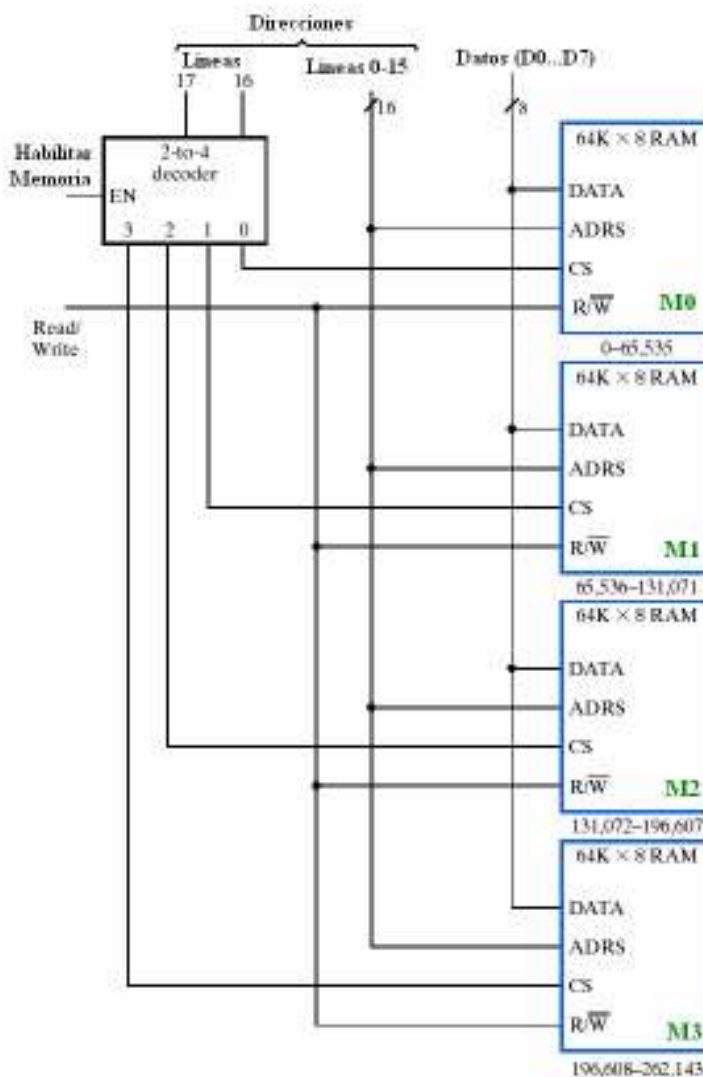 Direcciones
Lineas
Lineas 0-15
Datos (D0...D7)
17 16
16
8
Habilitar
Memoria
2-to-4
decoder
EN
3 2 1 0
Read/
Write
64K × 8 RAM
DATA
ADRS
CS
R/W̅ M0
0–65,535
64K × 8 RAM
DATA
ADRS
CS
R/W̅ M1
65,536–131,071
64K × 8 RAM
DATA
ADRS
CS
R/W̅ M2
131,072–196,607
64K × 8 RAM
DATA
ADRS
CS
R/W̅ M3
196,608–262,143